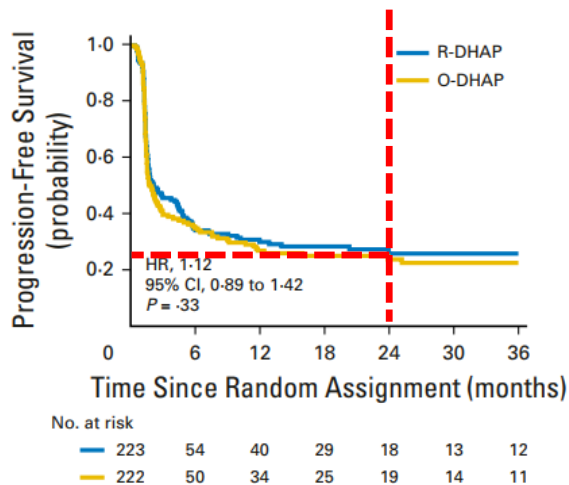 Progression-Free Survival
(probability)
1·0
0·8
0·6
0·4
0·2
R-DHAP
O-DHAP
HR, 1·12
95% CI, 0·89 to 1·42
P = ·33
0 6 12 18 24 30 36
Time Since Random Assignment (months)
No. at risk
223 54 40 29 18 13 12
222 50 34 25 19 14 11